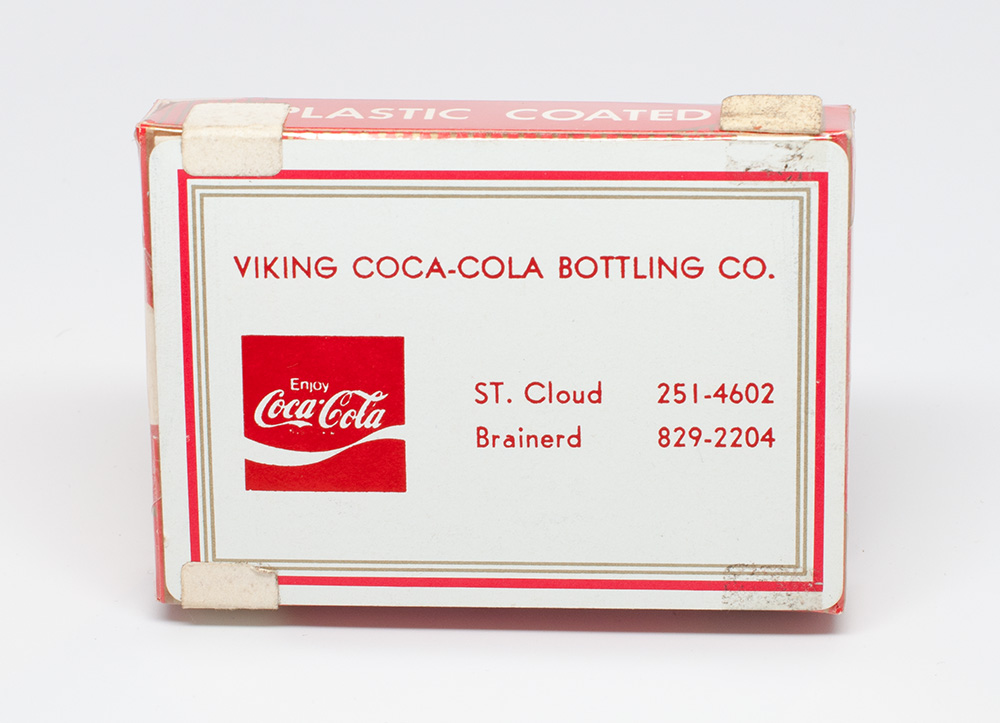 PLASTIC COATED
VIKING COCA-COLA BOTTLING CO.
Enjoy
Coca-Cola
ST. Cloud 251-4602
Brainerd 829-2204